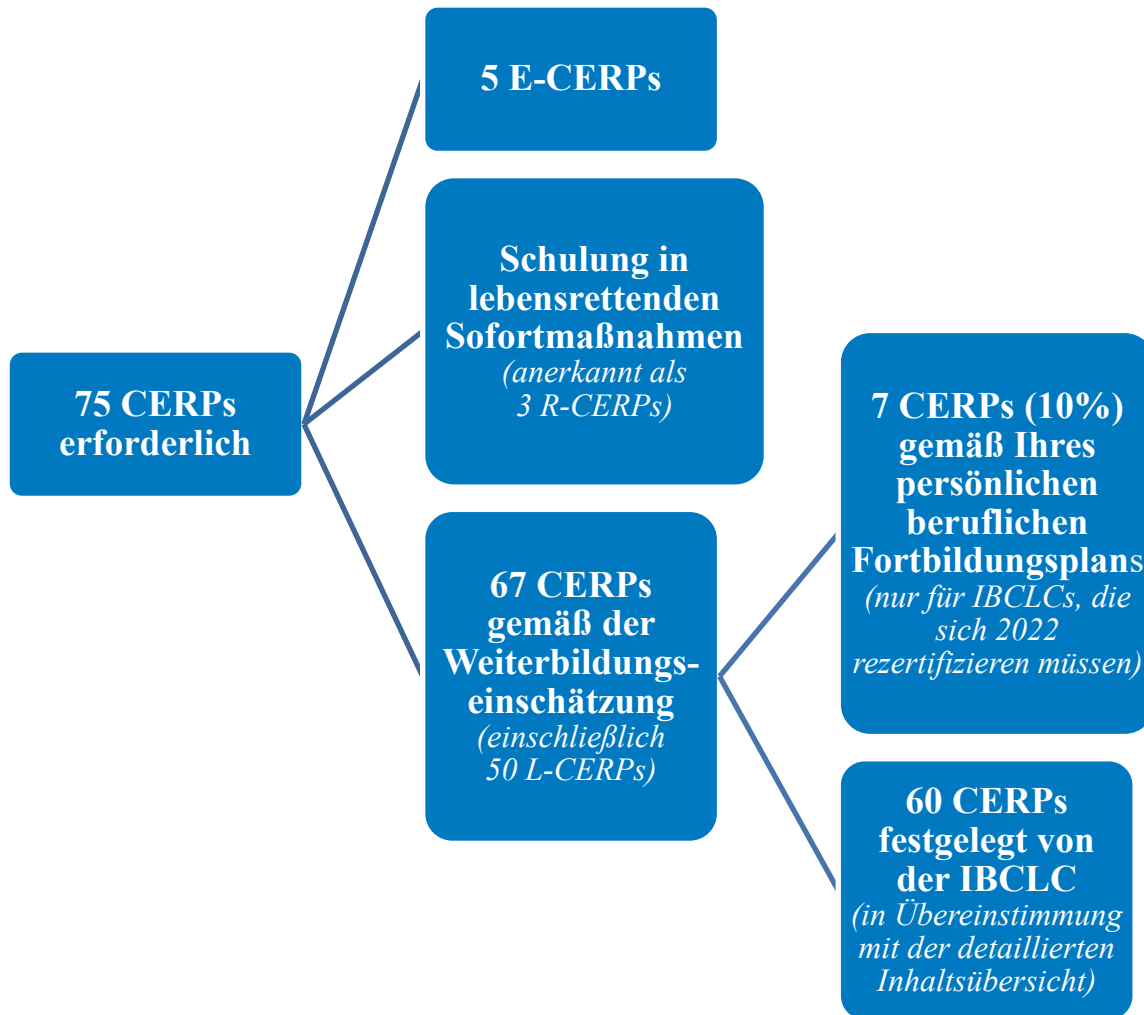 75 CERPs
erforderlich
5 E-CERPs
Schulung in
lebensrettenden
Sofortmaßnahmen
(anerkannt als
3 R-CERPs)
67 CERPs
gemäß der
Weiterbildungs-
einschätzung
(einschließlich
50 L-CERPs)
7 CERPs (10%)
gemäß Ihres
persönlichen
beruflichen
Fortbildungsplans
(nur für IBCLCs, die
sich 2022
rezertifizieren müssen)
60 CERPs
festgelegt von
der IBCLC
(in Übereinstimmung
mit der detaillierten
Inhaltsübersicht)